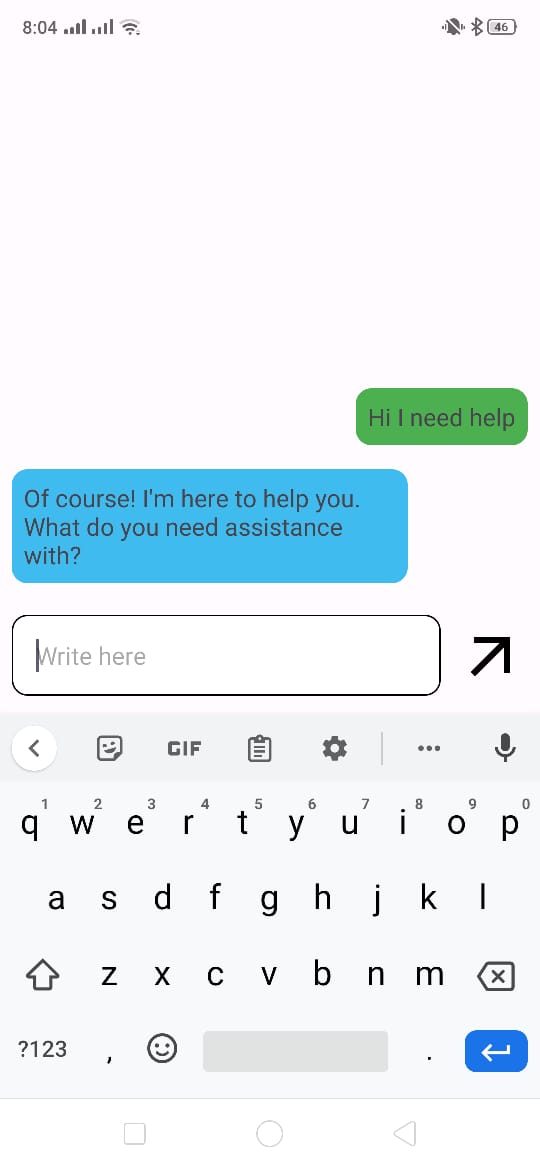 8:04
46
Hi I need help
Of course! I'm here to help you.
What do you need assistance
with?
Write here
GIF
1 2 3 4 5 6 7 8 9 0
q w e r t y u i o p
a s d f g h j k l
z x c v b n m
?123 , .